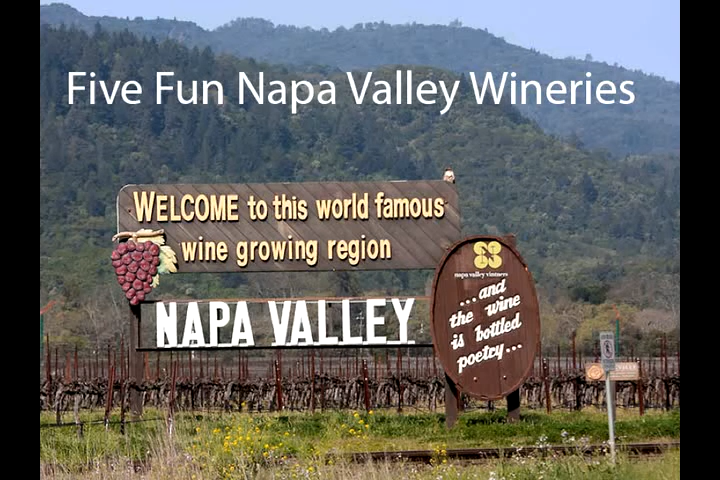 Five Fun Napa Valley Wineries
WELCOME to this world famous
wine growing region
NAPA VALLEY
napa valley vintners
...and
the wine
is bottled
poetry...